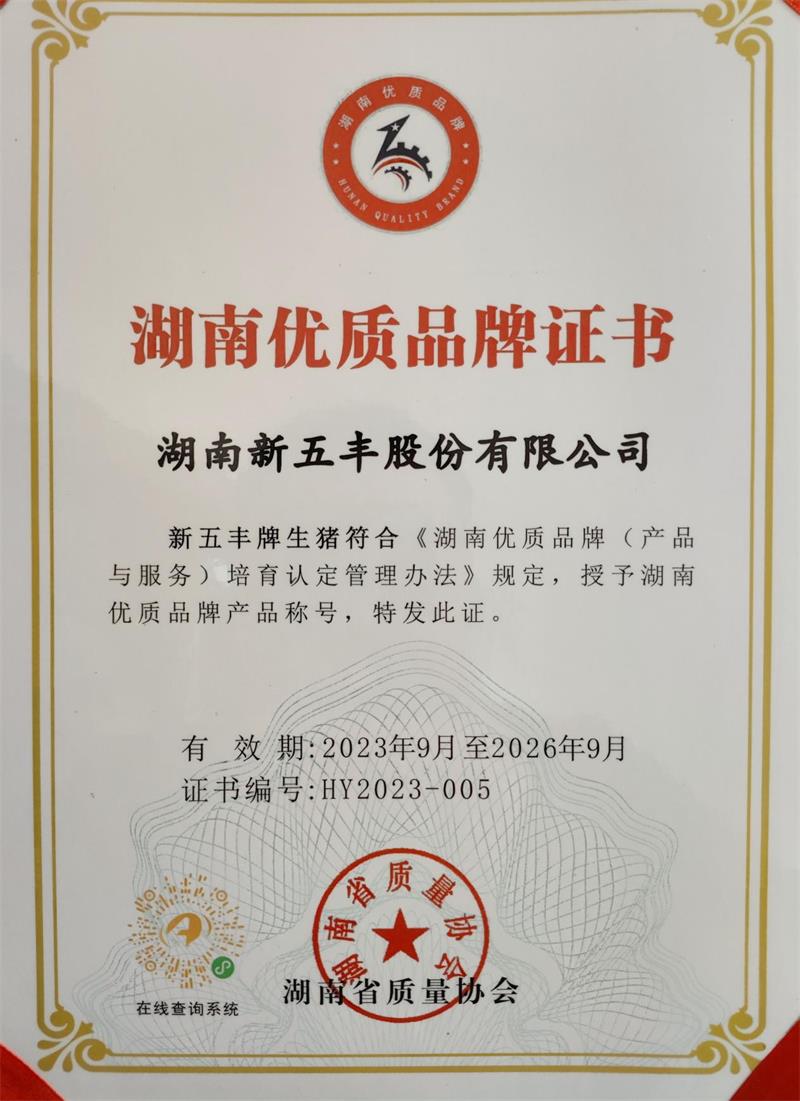 湖南优质品牌
HUNAN QUALITY BRAND
湖南优质品牌证书
湖南新五丰股份有限公司
新五丰牌生猪符合《湖南优质品牌（产品
与服务）培育认定管理办法》规定，授予湖南
优质品牌产品称号，特发此证。
有 效 期:2023年9月至2026年9月
证书编号:HY2023-005
湖南省质量协会
湖南省质量协会
在线查询系统